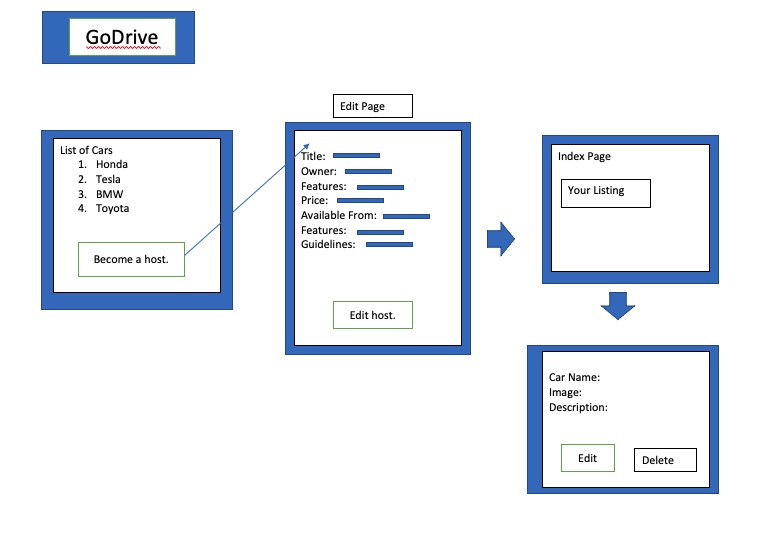 GoDrive
List of Cars
1. Honda
2. Tesla
3. BMW
4. Toyota
Become a host.
Edit Page
Title:
Owner:
Features:
Price:
Available From:
Features:
Guidelines:
Edit host.
Index Page
Your Listing
Car Name:
Image:
Description:
Edit
Delete